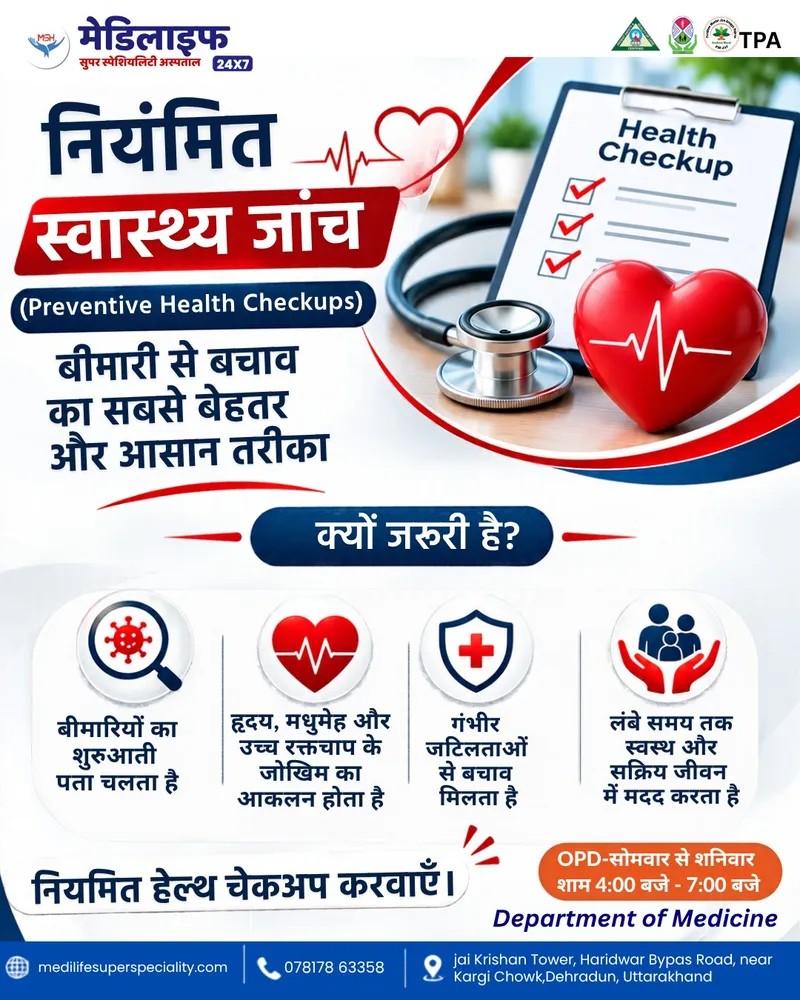 MSH
मेडिलाइफ
सुपर स्पेशियलिटी अस्पताल
24X7
TPA
नियंमित
स्वास्थ्य जांच
(Preventive Health Checkups)
बीमारी से बचाव
का सबसे बेहतर
और आसान तरीका
Health
Checkup
क्यों जरूरी है?
बीमारियों का
शुरुआती
पता चलता है
हृदय, मधुमेह और
उच्च रक्तचाप के
जोखिम का
आकलन होता है
गंभीर
जटिलताओं
से बचाव
मिलता है
लंबे समय तक
स्वस्थ और
सक्रिय जीवन
में मदद करता है
नियमित हेल्थ चेकअप करवाएँ।
OPD-सोमवार से शनिवार
शाम 4:00 बजे - 7:00 बजे
Department of Medicine
medilifesuperspeciality.com
078178 63358
jai Krishan Tower, Haridwar Bypas Road, near
Kargi Chowk,Dehradun, Uttarakhand